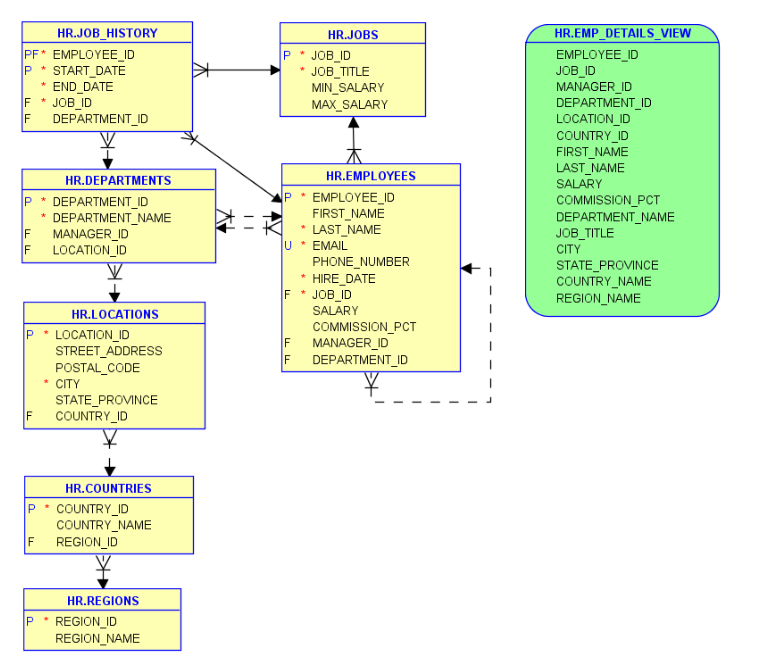 HR.JOB_HISTORY
PF* EMPLOYEE_ID
P * START_DATE
* END_DATE
F * JOB_ID
F DEPARTMENT_ID
HR.JOBS
P * JOB_ID
* JOB_TITLE
MIN_SALARY
MAX_SALARY
HR.EMP_DETAILS_VIEW
EMPLOYEE_ID
JOB_ID
MANAGER_ID
DEPARTMENT_ID
LOCATION_ID
COUNTRY_ID
FIRST_NAME
LAST_NAME
SALARY
COMMISSION_PCT
DEPARTMENT_NAME
JOB_TITLE
CITY
STATE_PROVINCE
COUNTRY_NAME
REGION_NAME
HR.DEPARTMENTS
P * DEPARTMENT_ID
* DEPARTMENT_NAME
F MANAGER_ID
F LOCATION_ID
HR.EMPLOYEES
P * EMPLOYEE_ID
FIRST_NAME
* LAST_NAME
U * EMAIL
PHONE_NUMBER
* HIRE_DATE
F * JOB_ID
SALARY
COMMISSION_PCT
F MANAGER_ID
F DEPARTMENT_ID
HR.LOCATIONS
P * LOCATION_ID
STREET_ADDRESS
POSTAL_CODE
* CITY
STATE_PROVINCE
F COUNTRY_ID
HR.COUNTRIES
P * COUNTRY_ID
COUNTRY_NAME
F REGION_ID
HR.REGIONS
P * REGION_ID
REGION_NAME